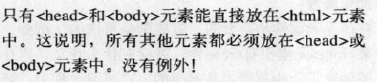 只有<head>和<body>元素能直接放在<html>元素
中。这说明，所有其他元素都必须放在<head>或
<body>元素中。没有例外！